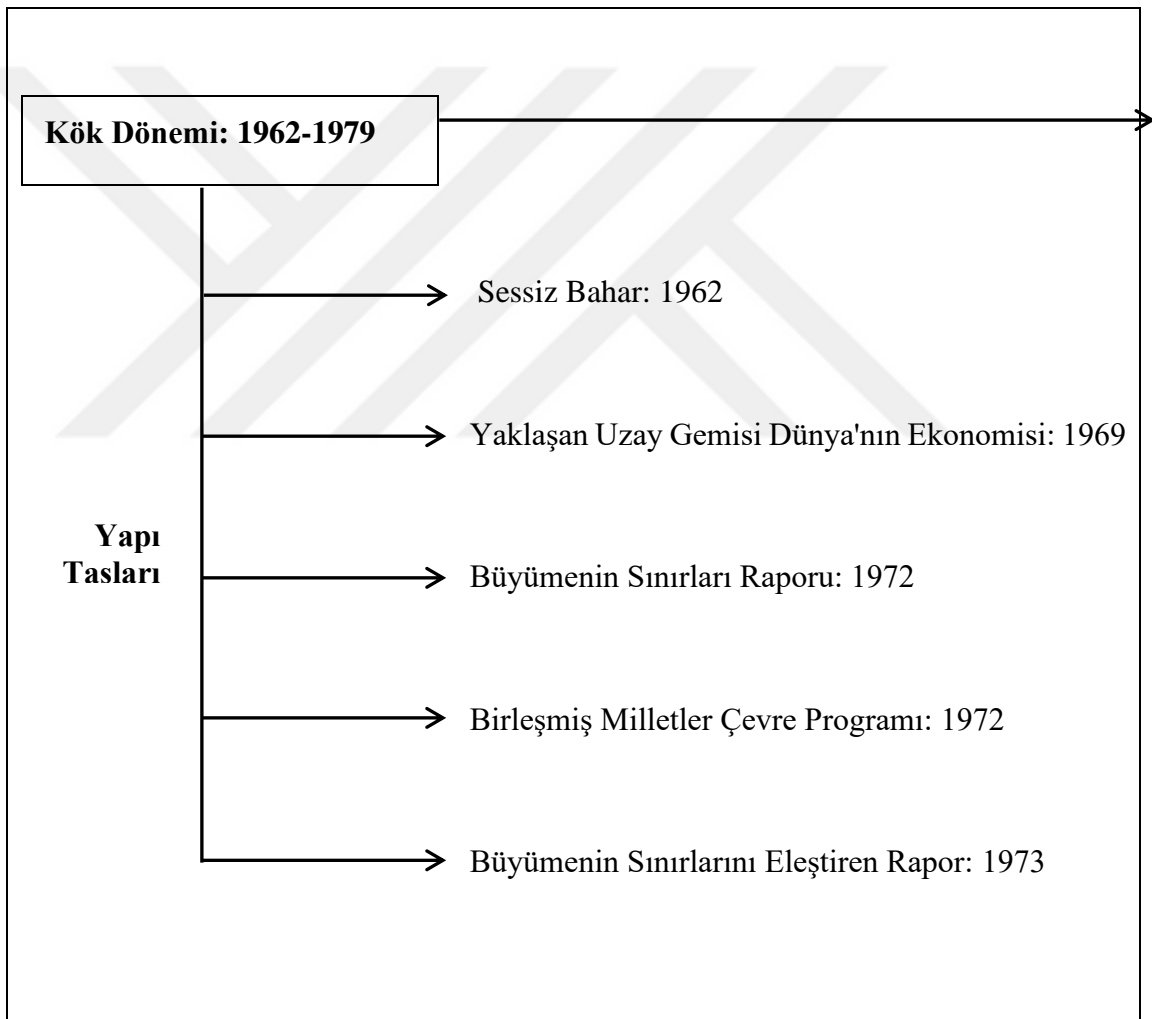 Kök Dönemi: 1962-1979
Sessiz Bahar: 1962
Yaklaşan Uzay Gemisi Dünya'nın Ekonomisi: 1969
Yapı
Tasları
Büyümenin Sınırları Raporu: 1972
Birleşmiş Milletler Çevre Programı: 1972
Büyümenin Sınırlarını Eleştiren Rapor: 1973